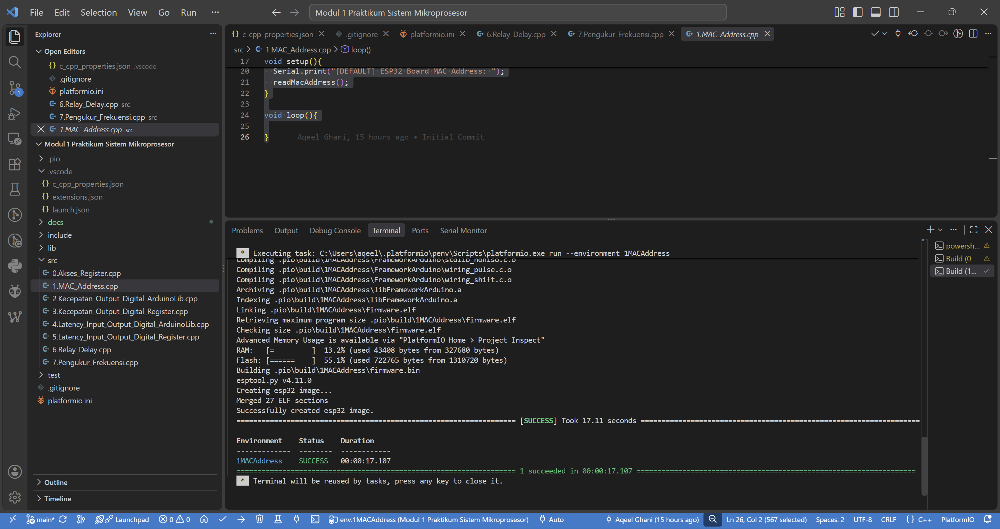 File Edit Selection View Go Run ···
Modul 1 Praktikum Sistem Mikroprosesor
Explorer
Open Editors
c_cpp_properties.json .vscode
.gitignore
platformio.ini
6.Relay_Delay.cpp src
7.Pengukur_Frekuensi.cpp src
1.MAC_Address.cpp src
Modul 1 Praktikum Sistem Mikroprosesor
.pio
.vscode
c_cpp_properties.json
extensions.json
launch.json
docs
include
lib
src
0.Akses_Register.cpp
1.MAC_Address.cpp
2.Kecepatan_Output_Digital_ArduinoLib.cpp
3.Kecepatan_Output_Digital_Register.cpp
4.Latency_Input_Output_Digital_ArduinoLib.cpp
5.Latency_Input_Output_Digital_Register.cpp
6.Relay_Delay.cpp
7.Pengukur_Frekuensi.cpp
test
.gitignore
platformio.ini
Outline
Timeline
1
c_cpp_properties.json .gitignore platformio.ini 6.Relay_Delay.cpp 7.Pengukur_Frekuensi.cpp 1.MAC_Address.cpp
src > 1.MAC_Address.cpp > loop()
17 void setup(){
20 Serial.print("[DEFAULT] ESP32 Board MAC Address: ");
21 readMacAddress();
22 }
23
24 void loop(){
25
26 } Aqeel Ghani, 15 hours ago • Initial Commit
Problems Output Debug Console Terminal Ports Serial Monitor
powersh...
Build (0...
Build (1...
* Executing task: C:\Users\aqeel\.platformio\penv\Scripts\platformio.exe run --environment 1MACAddress
Compiling .pio\build\1MACAddress\FrameworkArduino\stdlib_noniso.c.o
Compiling .pio\build\1MACAddress\FrameworkArduino\wiring_pulse.c.o
Compiling .pio\build\1MACAddress\FrameworkArduino\wiring_shift.c.o
Archiving .pio\build\1MACAddress\libFrameworkArduino.a
Indexing .pio\build\1MACAddress\libFrameworkArduino.a
Linking .pio\build\1MACAddress\firmware.elf
Retrieving maximum program size .pio\build\1MACAddress\firmware.elf
Checking size .pio\build\1MACAddress\firmware.elf
Advanced Memory Usage is available via "PlatformIO Home > Project Inspect"
RAM:   [=         ]  13.2% (used 43408 bytes from 327680 bytes)
Flash: [======    ]  55.1% (used 722765 bytes from 1310720 bytes)
Building .pio\build\1MACAddress\firmware.bin
esptool.py v4.11.0
Creating esp32 image...
Merged 27 ELF sections
Successfully created esp32 image.
=================================================================== [SUCCESS] Took 17.11 seconds ===================================================================
Environment    Status    Duration
-------------  --------  ------------
1MACAddress    SUCCESS   00:00:17.107
=================================================================== 1 succeeded in 00:00:17.107 ===================================================================
* Terminal will be reused by tasks, press any key to close it.
main* Launchpad 0 0 env:1MACAddress (Modul 1 Praktikum Sistem Mikroprosesor) Auto Aqeel Ghani (15 hours ago) Ln 26, Col 2 (567 selected) Spaces: 2 UTF-8 CRLF {} C++ PlatformIO